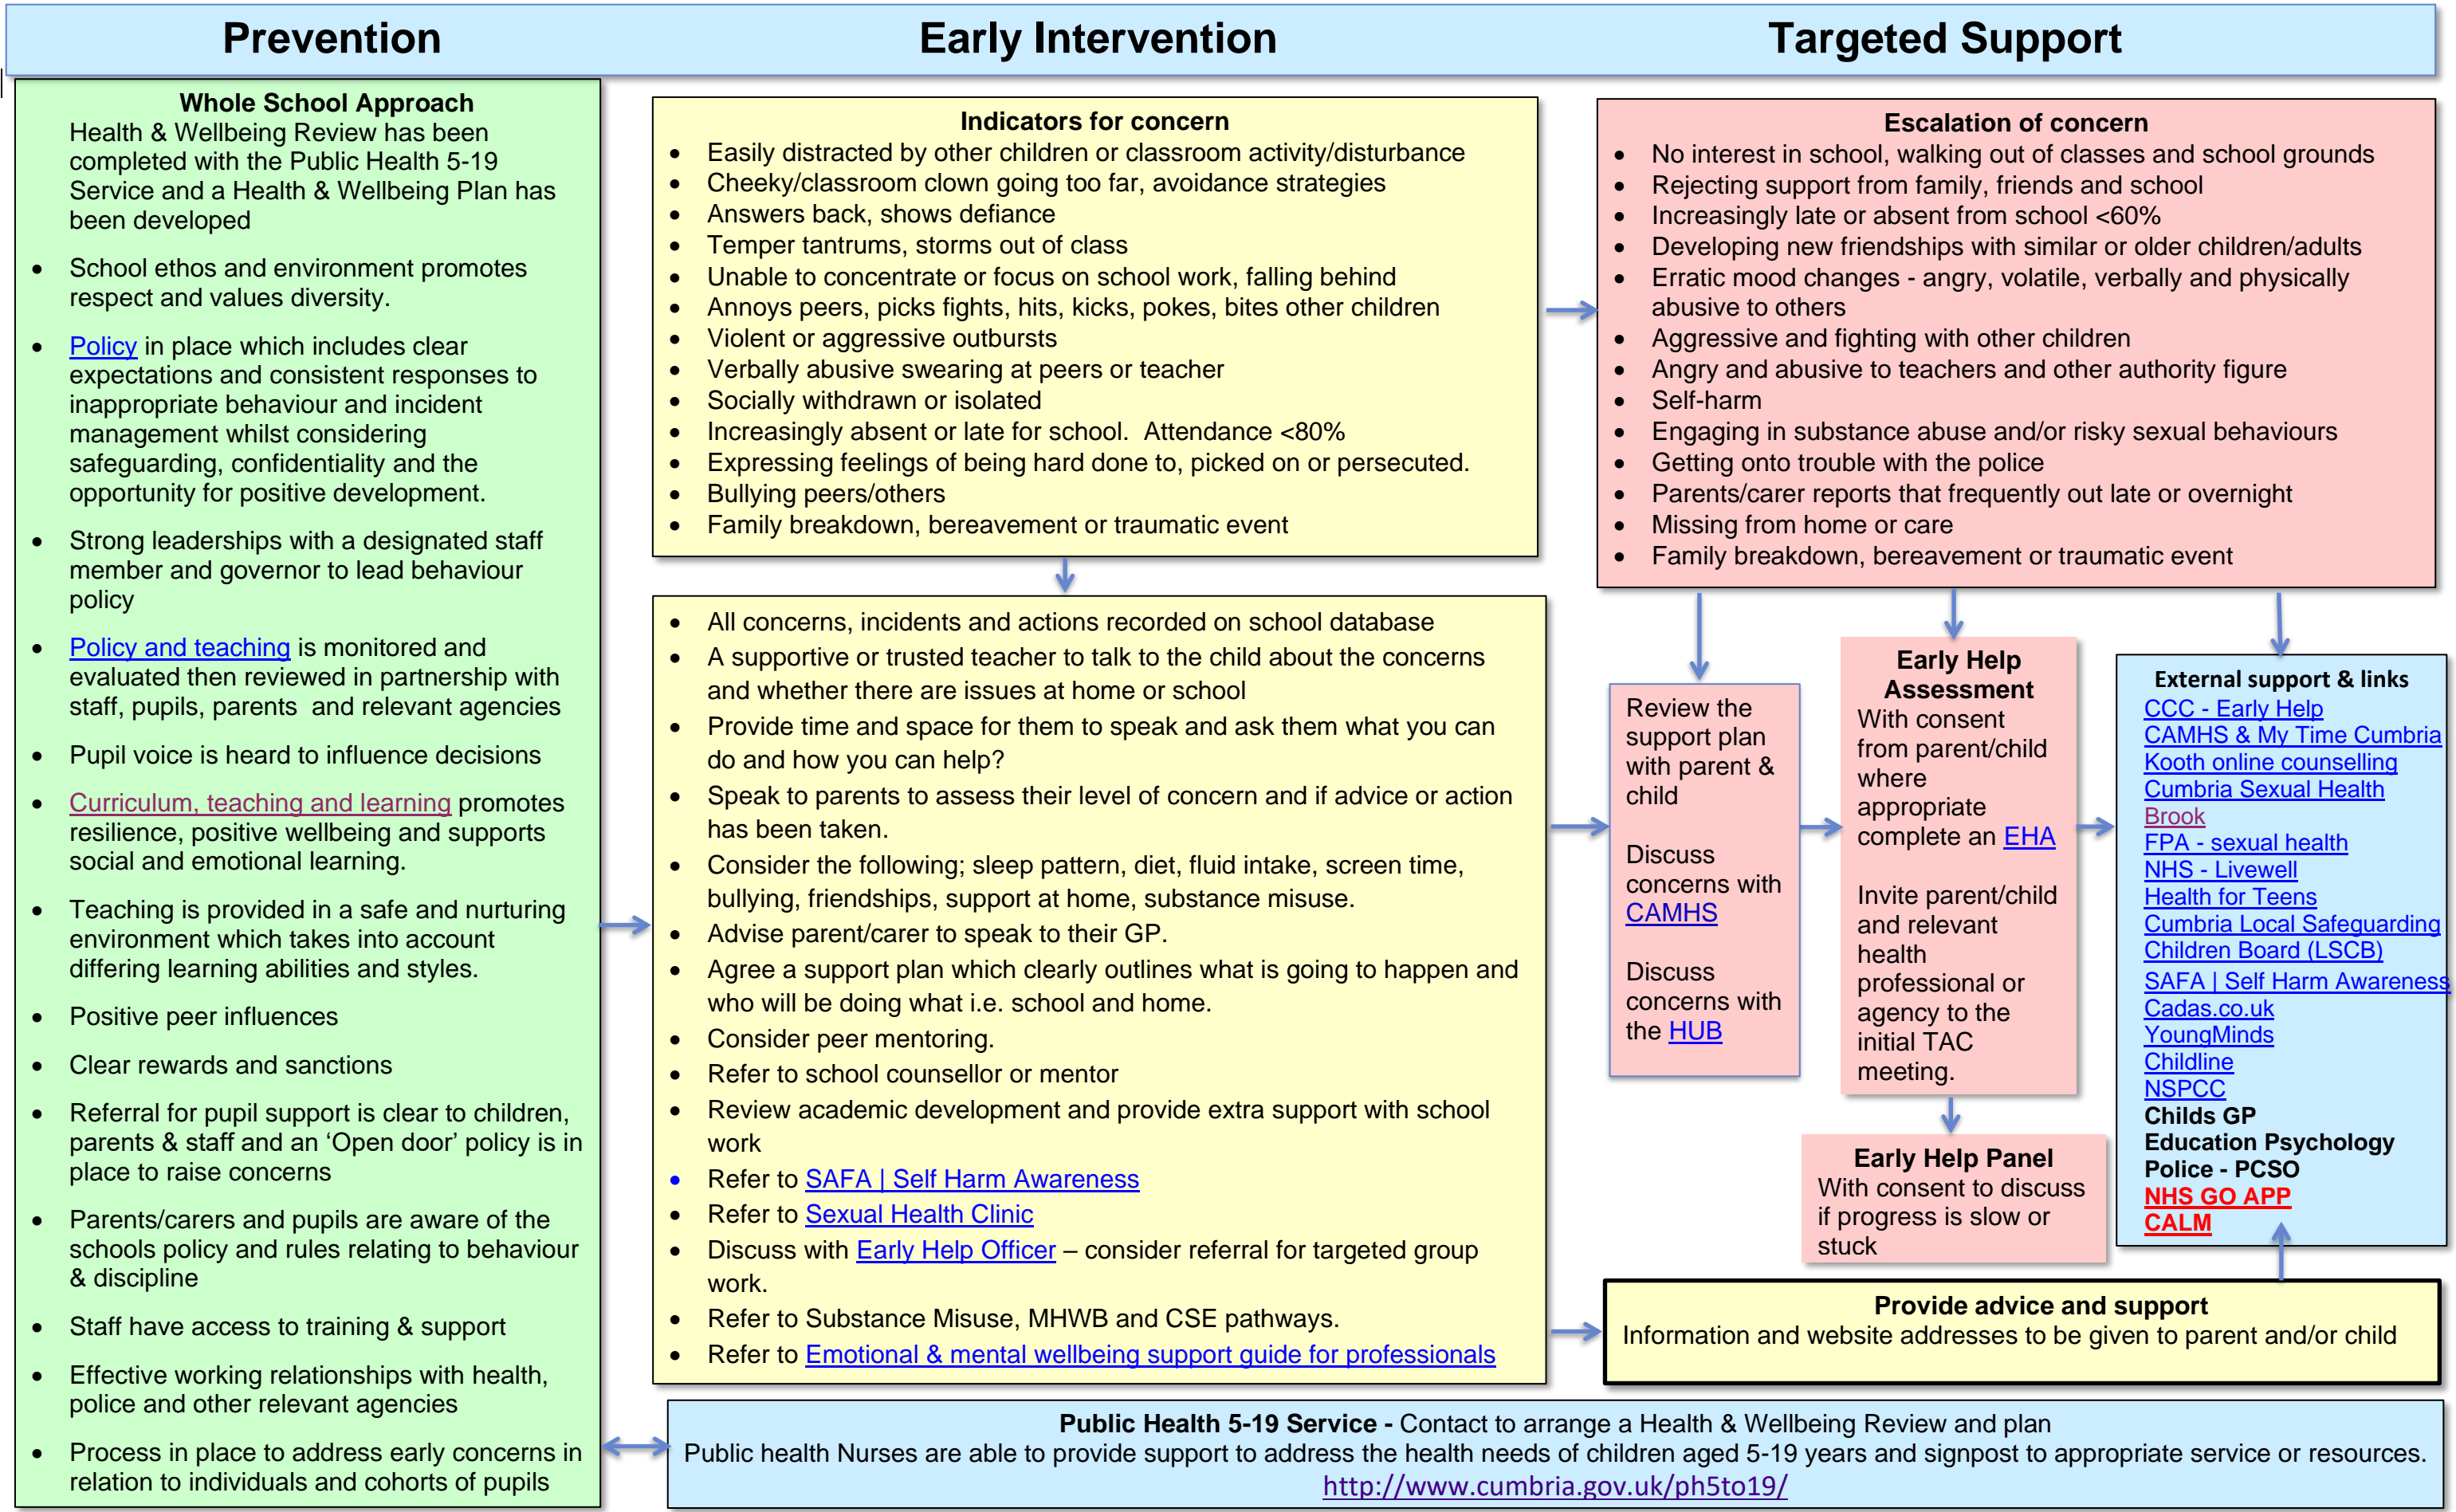 Prevention
Early Intervention
Targeted Support
Whole School Approach
Health & Wellbeing Review has been
completed with the Public Health 5-19
Service and a Health & Wellbeing Plan has
been developed
• School ethos and environment promotes
respect and values diversity.
• Policy in place which includes clear
expectations and consistent responses to
inappropriate behaviour and incident
management whilst considering
safeguarding, confidentiality and the
opportunity for positive development.
• Strong leaderships with a designated staff
member and governor to lead behaviour
policy
• Policy and teaching is monitored and
evaluated then reviewed in partnership with
staff, pupils, parents and relevant agencies
• Pupil voice is heard to influence decisions
• Curriculum, teaching and learning promotes
resilience, positive wellbeing and supports
social and emotional learning.
• Teaching is provided in a safe and nurturing
environment which takes into account
differing learning abilities and styles.
• Positive peer influences
• Clear rewards and sanctions
• Referral for pupil support is clear to children,
parents & staff and an ‘Open door’ policy is in
place to raise concerns
• Parents/carers and pupils are aware of the
schools policy and rules relating to behaviour
& discipline
• Staff have access to training & support
• Effective working relationships with health,
police and other relevant agencies
• Process in place to address early concerns in
relation to individuals and cohorts of pupils
Indicators for concern
• Easily distracted by other children or classroom activity/disturbance
• Cheeky/classroom clown going too far, avoidance strategies
• Answers back, shows defiance
• Temper tantrums, storms out of class
• Unable to concentrate or focus on school work, falling behind
• Annoys peers, picks fights, hits, kicks, pokes, bites other children
• Violent or aggressive outbursts
• Verbally abusive swearing at peers or teacher
• Socially withdrawn or isolated
• Increasingly absent or late for school. Attendance <80%
• Expressing feelings of being hard done to, picked on or persecuted.
• Bullying peers/others
• Family breakdown, bereavement or traumatic event
• All concerns, incidents and actions recorded on school database
• A supportive or trusted teacher to talk to the child about the concerns
and whether there are issues at home or school
• Provide time and space for them to speak and ask them what you can
do and how you can help?
• Speak to parents to assess their level of concern and if advice or action
has been taken.
• Consider the following; sleep pattern, diet, fluid intake, screen time,
bullying, friendships, support at home, substance misuse.
• Advise parent/carer to speak to their GP.
• Agree a support plan which clearly outlines what is going to happen and
who will be doing what i.e. school and home.
• Consider peer mentoring.
• Refer to school counsellor or mentor
• Review academic development and provide extra support with school
work
• Refer to SAFA | Self Harm Awareness
• Refer to Sexual Health Clinic
• Discuss with Early Help Officer – consider referral for targeted group
work.
• Refer to Substance Misuse, MHWB and CSE pathways.
• Refer to Emotional & mental wellbeing support guide for professionals
Escalation of concern
• No interest in school, walking out of classes and school grounds
• Rejecting support from family, friends and school
• Increasingly late or absent from school <60%
• Developing new friendships with similar or older children/adults
• Erratic mood changes - angry, volatile, verbally and physically
abusive to others
• Aggressive and fighting with other children
• Angry and abusive to teachers and other authority figure
• Self-harm
• Engaging in substance abuse and/or risky sexual behaviours
• Getting onto trouble with the police
• Parents/carer reports that frequently out late or overnight
• Missing from home or care
• Family breakdown, bereavement or traumatic event
Review the
support plan
with parent &
child
Discuss
concerns with
CAMHS
Discuss
concerns with
the HUB
Early Help
Assessment
With consent
from parent/child
where
appropriate
complete an EHA
Invite parent/child
and relevant
health
professional or
agency to the
initial TAC
meeting.
Early Help Panel
With consent to discuss
if progress is slow or
stuck
External support & links
CCC - Early Help
CAMHS & My Time Cumbria
Kooth online counselling
Cumbria Sexual Health
Brook
FPA - sexual health
NHS - Livewell
Health for Teens
Cumbria Local Safeguarding
Children Board (LSCB)
SAFA | Self Harm Awareness
Cadas.co.uk
YoungMinds
Childline
NSPCC
Childs GP
Education Psychology
Police - PCSO
NHS GO APP
CALM
Provide advice and support
Information and website addresses to be given to parent and/or child
Public Health 5-19 Service - Contact to arrange a Health & Wellbeing Review and plan
Public health Nurses are able to provide support to address the health needs of children aged 5-19 years and signpost to appropriate service or resources.
http://www.cumbria.gov.uk/ph5to19/